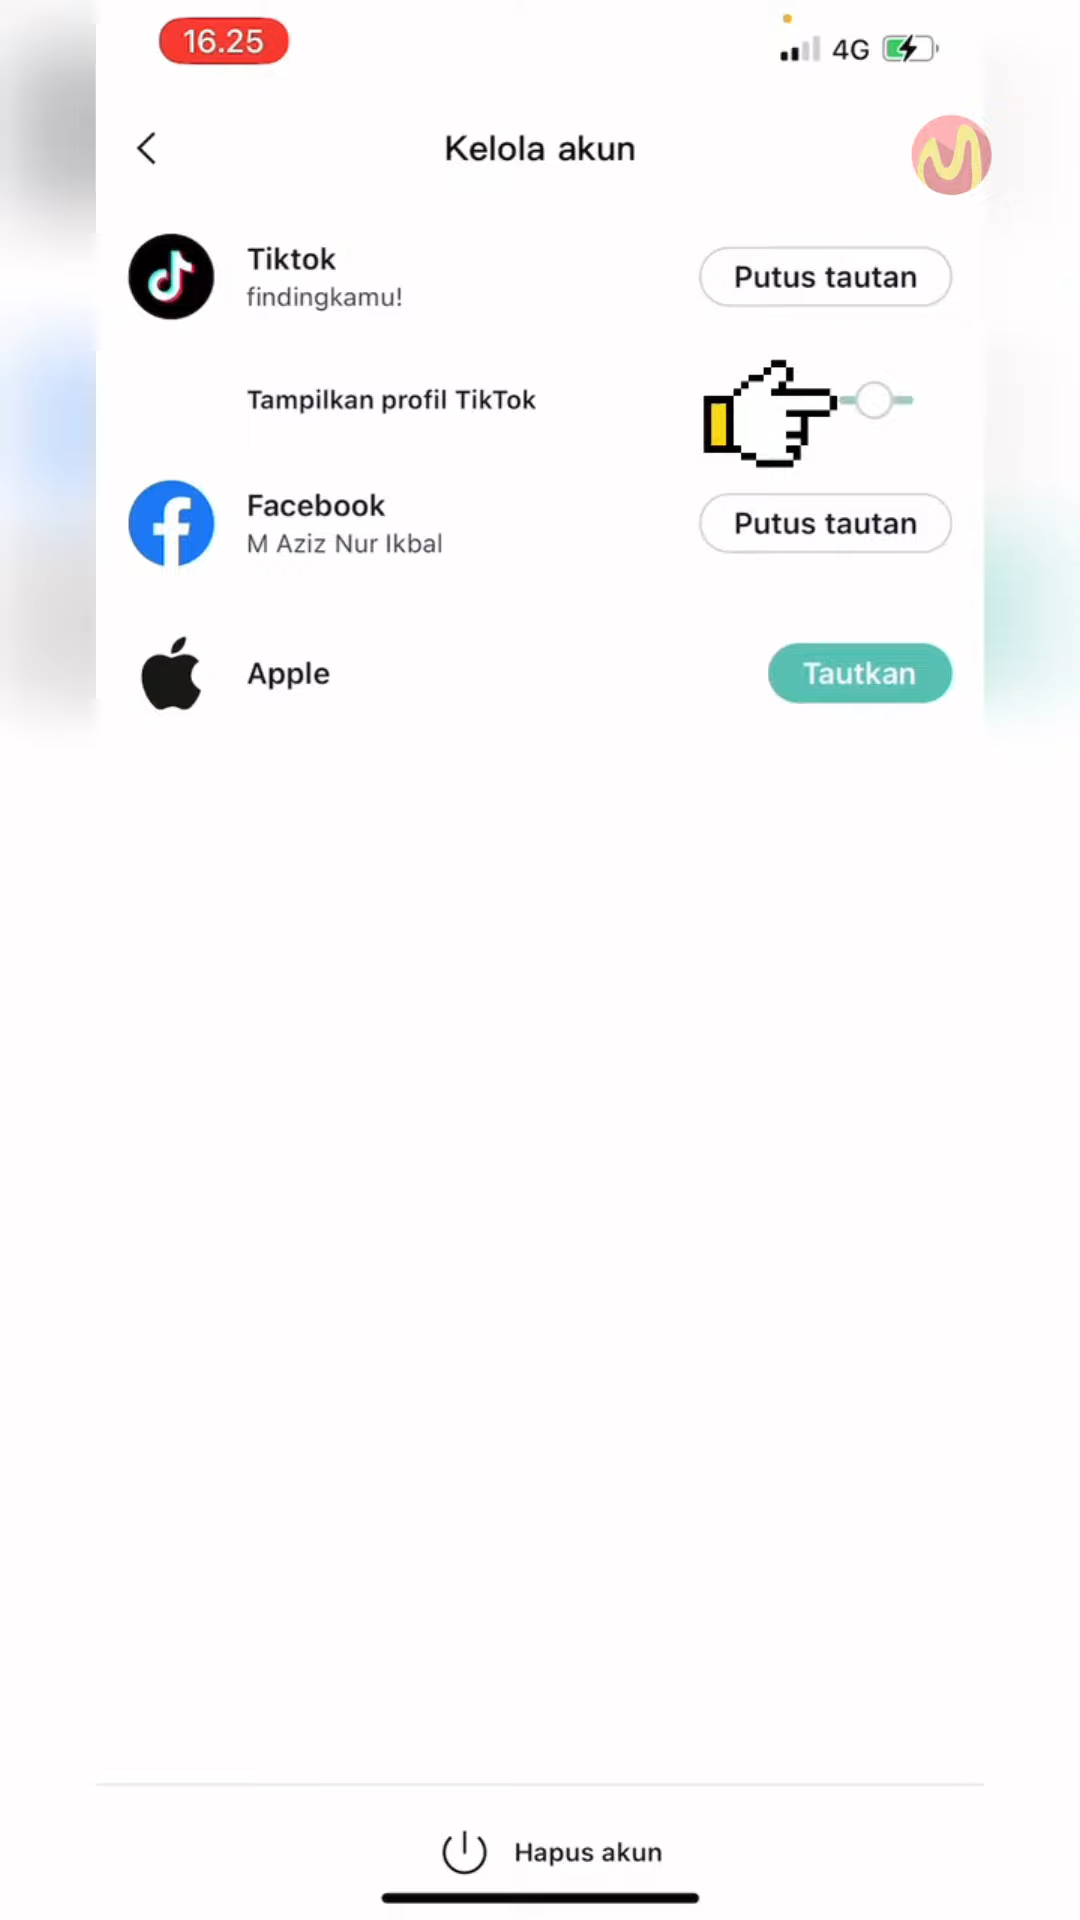 16.25
4G
Kelola akun
Tiktok
findingkamu!
Putus tautan
Tampilkan profil TikTok
Facebook
M Aziz Nur Ikbal
Putus tautan
Apple
Tautkan
Hapus akun